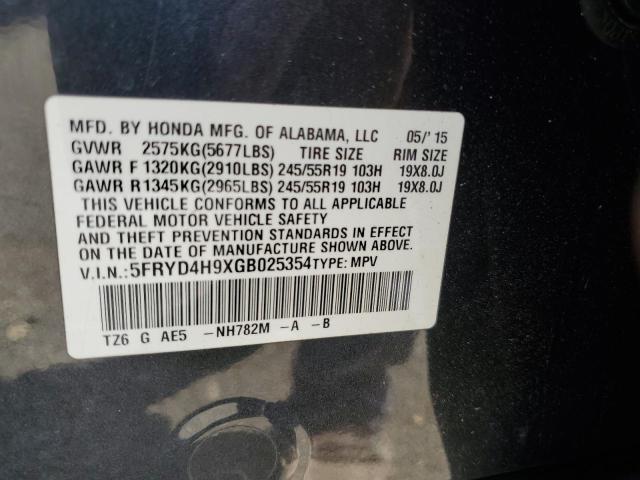 MFD. BY HONDA MFG. OF ALABAMA, LLC 05/'15
GVWR 2575KG(5677LBS) TIRE SIZE RIM SIZE
GAWR F 1320KG(2910LBS) 245/55R19 103H 19X8.0J
GAWR R 1345KG(2965LBS) 245/55R19 103H 19X8.0J
THIS VEHICLE CONFORMS TO ALL APPLICABLE
FEDERAL MOTOR VEHICLE SAFETY
AND THEFT PREVENTION STANDARDS IN EFFECT
ON THE DATE OF MANUFACTURE SHOWN ABOVE.
V.I.N.:5FRYD4H9XGB025354 TYPE: MPV
TZ6 G AE5 -NH782M -A -B